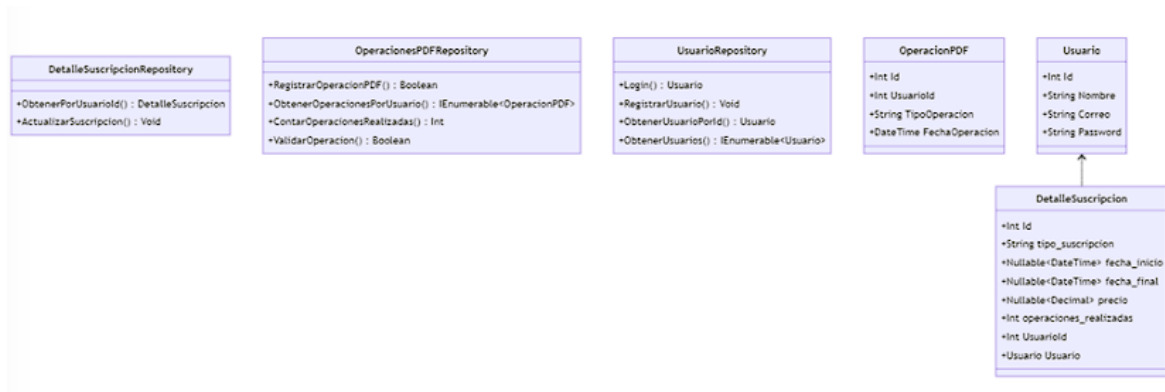 DetalleSuscripcionRepository
+ObtenerPorUsuarioId() : DetalleSuscripcion
+ActualizarSuscripcion() : Void
OperacionesPDFRepository
+RegistrarOperacionPDF() : Boolean
+ObtenerOperacionesPorUsuario() : IEnumerable<OperacionPDF>
+ContarOperacionesRealizadas() : Int
+ValidarOperacion() : Boolean
UsuarioRepository
+Login() : Usuario
+RegistrarUsuario() : Void
+ObtenerUsuarioPorId() : Usuario
+ObtenerUsuarios() : IEnumerable<Usuario>
OperacionPDF
+Int Id
+Int UsuarioId
+String TipoOperacion
+DateTime FechaOperacion
Usuario
+Int Id
+String Nombre
+String Correo
+String Password
DetalleSuscripcion
+Int Id
+String tipo_suscripcion
+Nullable<DateTime> fecha_inicio
+Nullable<DateTime> fecha_final
+Nullable<Decimal> precio
+Int operaciones_realizadas
+Int UsuarioId
+Usuario Usuario